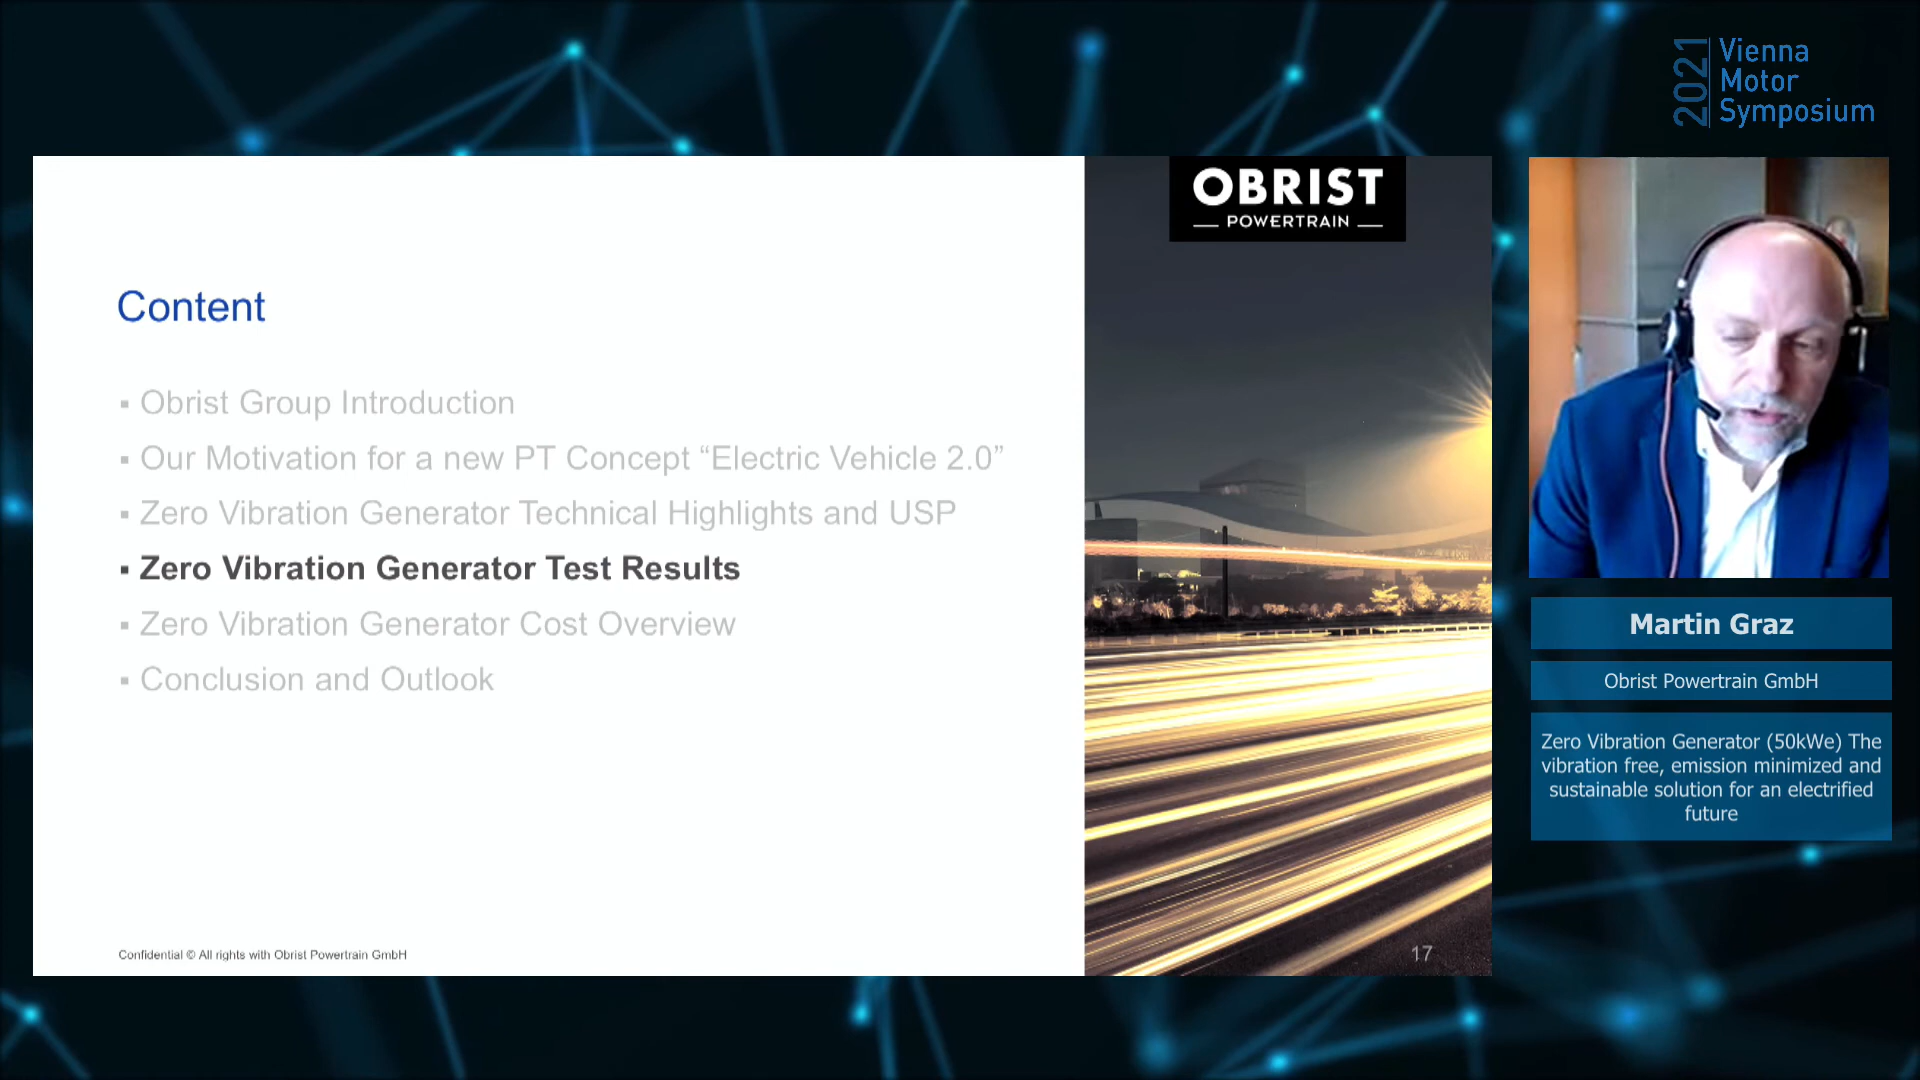 2021
Vienna
Motor
Symposium
OBRIST
POWERTRAIN
Content
▪ Obrist Group Introduction
▪ Our Motivation for a new PT Concept “Electric Vehicle 2.0”
▪ Zero Vibration Generator Technical Highlights and USP
▪ Zero Vibration Generator Test Results
▪ Zero Vibration Generator Cost Overview
▪ Conclusion and Outlook
Confidential © All rights with Obrist Powertrain GmbH
17
Martin Graz
Obrist Powertrain GmbH
Zero Vibration Generator (50kWe) The
vibration free, emission minimized and
sustainable solution for an electrified
future